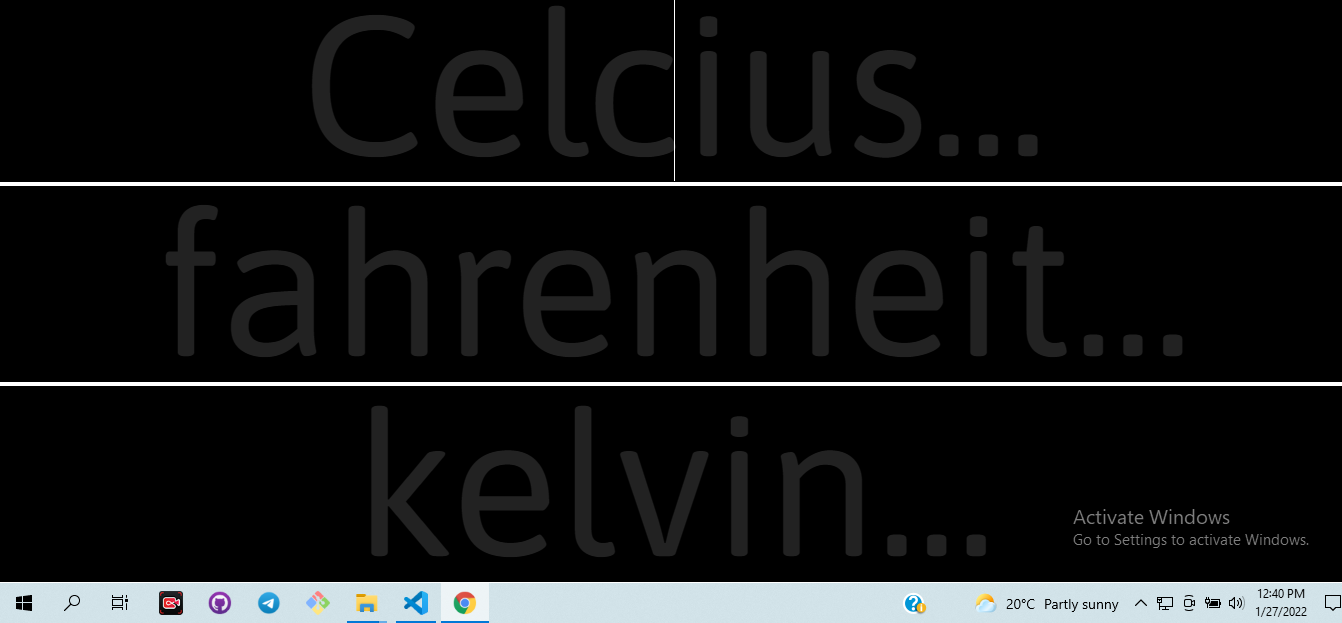 Celcius...
fahrenheit...
kelvin...
Activate Windows
Go to Settings to activate Windows.
20°C Partly sunny
12:40 PM
1/27/2022